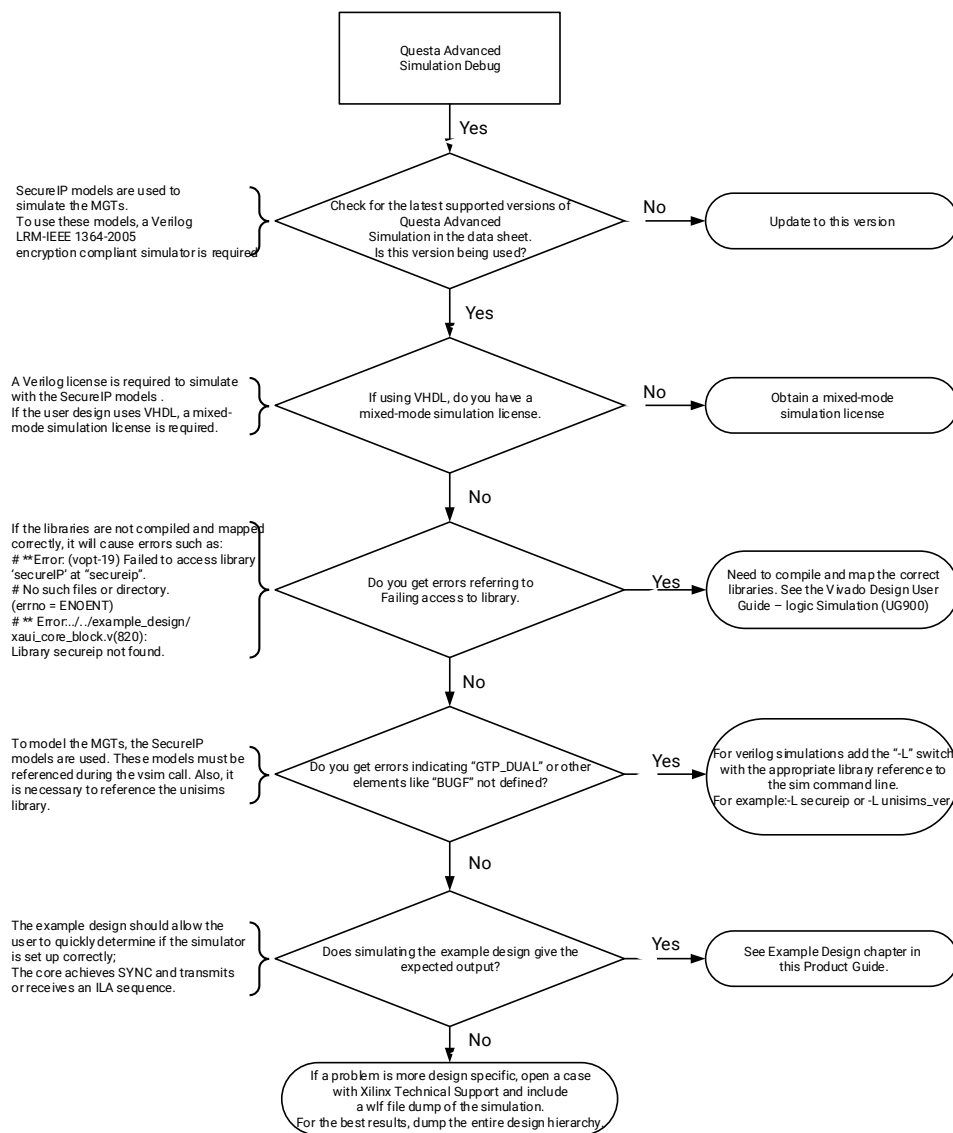 Questa Advanced
Simulation Debug
Yes
SecureIP models are used to
simulate the MGTs.
To use these models, a Verilog
LRM-IEEE 1364-2005
encryption compliant simulator is required
Check for the latest supported versions of
Questa Advanced
Simulation in the data sheet.
Is this version being used?
No
Update to this version
Yes
A Verilog license is required to simulate
with the SecureIP models .
If the user design uses VHDL, a mixed-
mode simulation license is required.
If using VHDL, do you have a
mixed-mode simulation license.
No
Obtain a mixed-mode
simulation license
No
If the libraries are not compiled and mapped
correctly, it will cause errors such as:
# **Error: (vopt-19) Failed to access library
‘secureIP’ at “secureip”.
# No such files or directory.
(errno = ENOENT)
# ** Error:../../example_design/
xaui_core_block.v(820):
Library secureip not found.
Do you get errors referring to
Failing access to library.
Yes
Need to compile and map the correct
libraries. See the Vivado Design User
Guide – logic Simulation (UG900)
No
To model the MGTs, the SecureIP
models are used. These models must be
referenced during the vsim call. Also, it
is necessary to reference the unisims
library.
Do you get errors indicating “GTP_DUAL” or other
elements like “BUGF” not defined?
Yes
For verilog simulations add the “-L” switch
with the appropriate library reference to
the sim command line.
For example:-L secureip or -L unisims_ver
No
The example design should allow the
user to quickly determine if the simulator
is set up correctly;
The core achieves SYNC and transmits
or receives an ILA sequence.
Does simulating the example design give the
expected output?
Yes
See Example Design chapter in
this Product Guide.
No
If a problem is more design specific, open a case
with Xilinx Technical Support and include
a wlf file dump of the simulation.
For the best results, dump the entire design hierarchy.